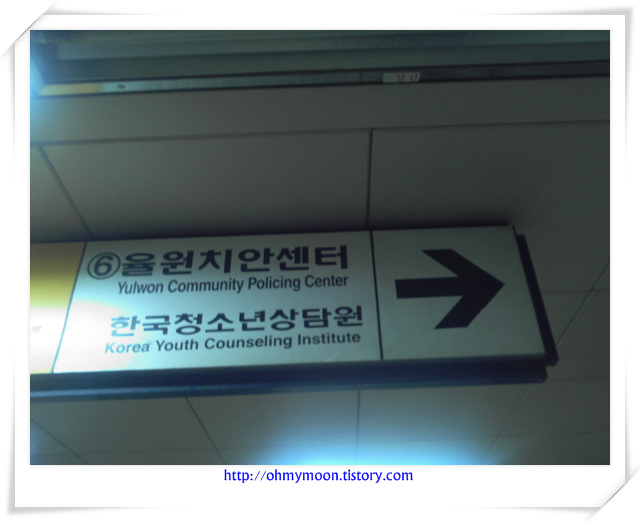 ⑥율원치안센터
Yulwon Community Policing Center
한국청소년상담원
Korea Youth Counseling Institute
http://ohmymoon.tistory.com